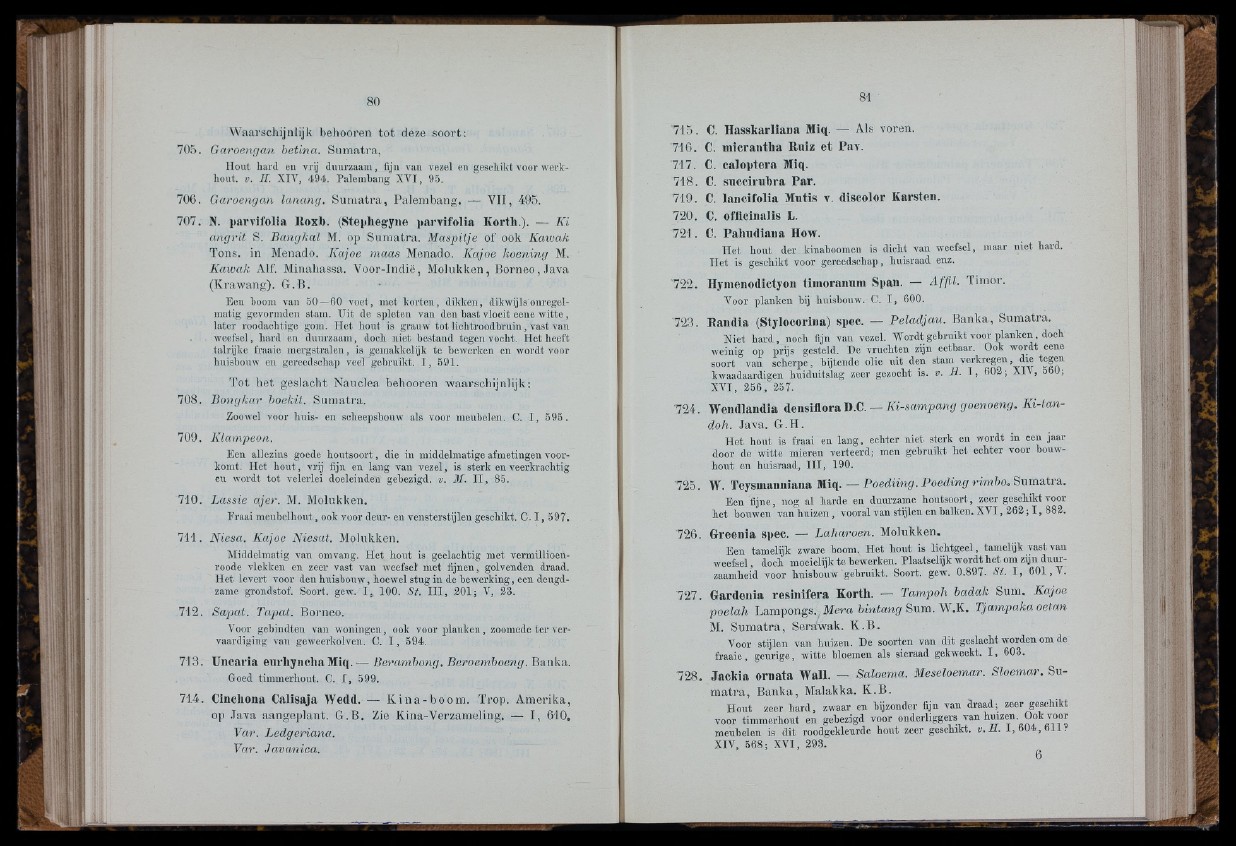 80
Waarschijnlijk behooren tot deze soort:
705. Garoengan betina. Sumatra,
Hout hard en vrij duurzaam, fijn van vezel en geschikt voor werk-
hout. v. H. XIV, 494. Palembang XVI, 95.
706. Garoengan lanang. Sumatra, Palembang. — VII, 495.
707. N. parvifolia Roxb. (Stephegyne parvifolia Korth.). — Ki
angrit S. Bangkal M. op Sumatra. Maspitje of ook Kawak
Tons. in Menado. Kajoe maas Menado. Kajoe koening M.
Kawak Alf. Minahassa. Voor-Indië, Molukken, Borneo, Java
(Krawang). G.B.
Een boom van 50—60 voet, met korten, dikken, dikwijls onregel-
matig gevormden stam. Uit de spleten van den bast vloeit eene witte,
later roodachtige gom. Het hout is grauw tot lichtroodbruin, vast van
weefsel, hard en duurzaam, doch niet bestand tegen vocht. Het heeft
talrijke fraaie mergstralen, is gemakkelijk te bewerken en wordt voor
huisbouw en gereedschap veel gebruikt. I, 591.
Tot het geslacht Nauclea behooren waarschijnlijk:
708. Bongkar boekit. Sumatra.
Zoowel voor huis- en scheepsbouw als voor meubelen. C. I, 595.
709. Klampeon.
Een allezins goede houtsoort, die in middelmatige afmetingen voor-
komt. Het hout, vrij fijn en lang van vezel, is sterk en veerkrachtig
en wordt tot velerlei doeleinden gebezigd. v. M. II, 85.
710. Lassie ajer. M. Molukken.
Fraai meubelhout, ook voor deur- en vensterstijlen geschikt. C. I, 597.
711. Niesa. Kajoe Niesat. Molukken.
Middelmatig van omvang. Het hout is geelachtig met vermillioen-
roode vlekken en zeer vast van weefsel met fijnen, golvenden draad.
Het levert voor den huisbouw, hoewel stug in de bewerking, een deugd-
zame grondstof. Soort. gew. I, 100. St. III, 201; V, 23.
712. Sapat. Tapat. Borneo.
Voor gebindten van woningen, ook voor planken, zoomede ter ver-
vaardiging van geweerkolven. C. I, 594.
713. Uncaria eurhyncha Miq. — Berambong. Beroemboeng. Banka.
Goed timmerhout. C. I, 599.
714. Cinchona Calisaja Wedd. — Kina-boom. Trop. Amerika,
op Java aangeplant. G.B. Zie Kina-Verzameling. — I, 610.
Var. Ledgeriana.
Var. Javanica.
81
715. C. Hasskarliana Miq. — Als voren.
716. C. micrantha Ruiz et Pav.
717. C. caloptera Miq.
718. C. succirubra Par.
719. C. lancifolia Mutis v. discolor Karsten.
720. C. officinalis L.
721. C. Pahudiana How.
Het hout der kinaboomen is dicht van weefsel, maar niet hard.
Het is geschikt voor gereedschap, huisraad enz.
722. Hymenodictyon timoranum Span. — Affil. Timor.
Voor planken bij huisbouw. C. I, 600.
723. Randia (Stylocorina) spec. — Peladjau. Banka, Sumatra.
Niet hard, noch fijn van vezel. Wordt gebruikt voor planken, doch
weinig op prijs gesteld. De vruchten zijn eetbaar. Ook wordt eene
soort van scherpe, bijtende olie uit den stam verkregen, die tegen
kwaadaardigen huiduitslag zeer gezocht is. v. H. I, 602; XIV, 560;
XVI, 256, 257.
724. Wendlandia densiflora D.C. — Ki-sampang goenoeng. Ki-tan-
doh. Java. G.H.
Het hout is fraai en lang, echter niet sterk en wordt in een jaar
door de witte mieren verteerd; men gebruikt het echter voor bouw-
hout en huisraad, III, 190.
725. W. Teysmanniana Miq. — Poediing. Poeding rimbo. Sumatra.
Een fijne, nog al harde en duurzame houtsoort, zeer geschikt voor
het bouwen van huizen, vooral van stijlen en balken. XVI, 262; I, 882.
726. Greenia spec. — Laharoen. Molukken.
Een tamelijk zware boom. Het hout is lichtgeel, tamelijk vast van
weefsel, doch moeielijk te bewerken. Plaatselijk wordt het om zijn duur-
zaamheid voor huisbouw gebruikt. Soort. gew. 0.897. St. I, 601, V.
727. Gardenia resinifera Korth. — Tampoh badak Sum. Kajoe
poelah Lampongs. Mera bintang Sum. W.K. Tjampaka oetan
M. Sumatra, Serawak. K.B.
Voor stijlen van huizen. De soorten van dit geslacht worden om de
fraaie, geurige, witte bloemen als sieraad gekweekt. I, 603.
728. Jackia ornata Wall. — Saloema. Meseloemar. Sloemar. Su-
matra, Banka, Malakka. K.B.
Hout zeer hard, zwaar en bijzonder fijn van draad; zeer geschikt
voor timmerhout en gebezigd voor onderliggers van huizen. Ook voor
meubelen is dit roodgekleurde hout zeer geschikt. v. H. I, 604, 611?
XIV, 568; XVI, 293.
6